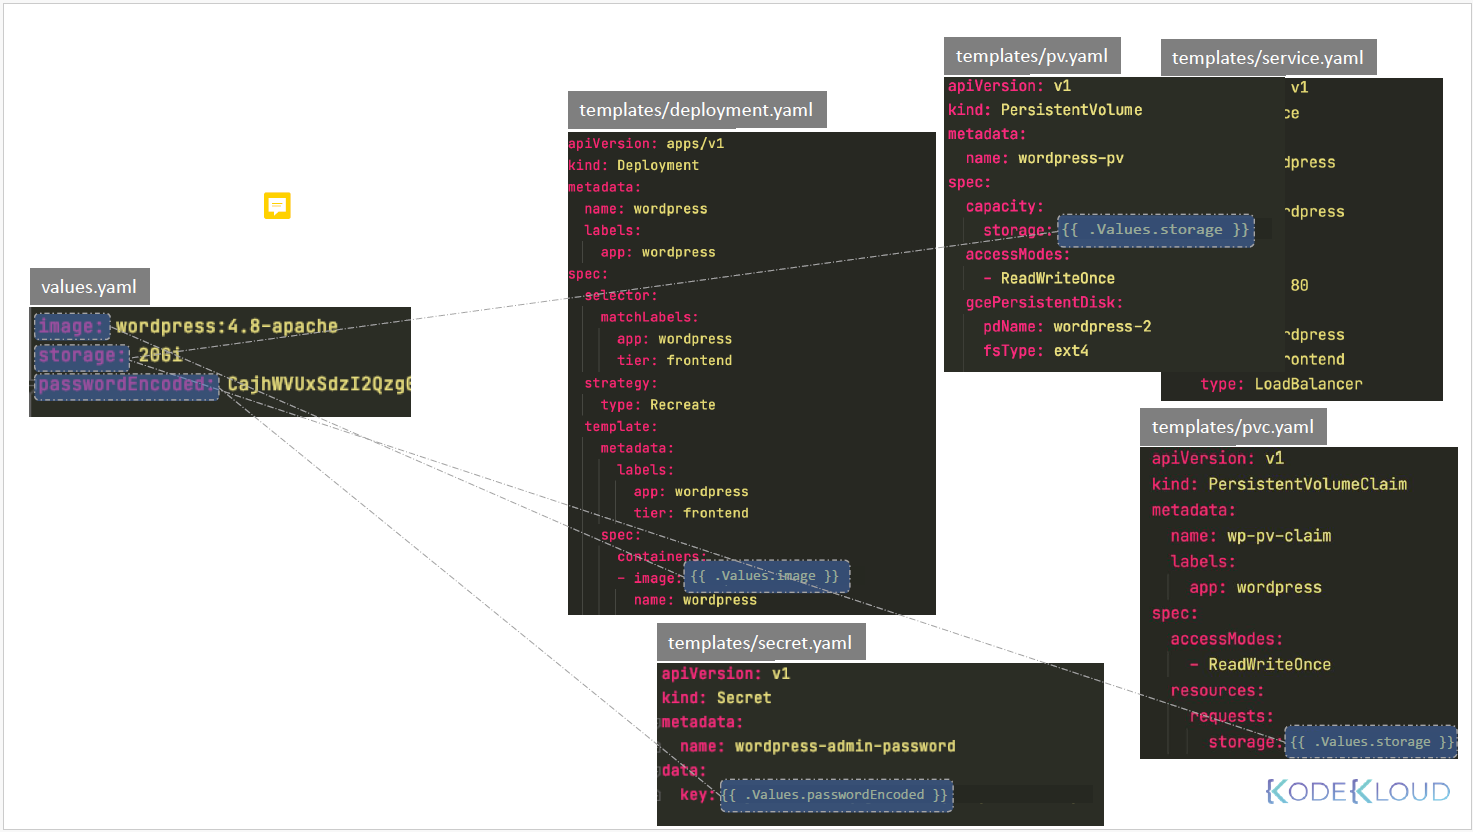 values.yaml
image: wordpress:4.8-apache
storage: 20Gi
passwordEncoded:
templates/deployment.yaml
apiVersion: apps/v1
kind: Deployment
metadata:
name: wordpress
labels:
app: wordpress
spec:
selector:
matchLabels:
app: wordpress
tier: frontend
strategy:
type: Recreate
template:
metadata:
labels:
app: wordpress
tier: frontend
spec:
containers:
- image: {{ .Values.image }}
name: wordpress
templates/pv.yaml
apiVersion: v1
kind: PersistentVolume
metadata:
name: wordpress-pv
spec:
capacity:
storage: {{ .Values.storage }}
accessModes:
- ReadWriteOnce
gcePersistentDisk:
pdName: wordpress-2
fsType: ext4
templates/service.yaml
v1
ce
dpress
rdpress
80
dpress
rontend
type: LoadBalancer
templates/secret.yaml
apiVersion: v1
kind: Secret
metadata:
name: wordpress-admin-password
data:
key: {{ .Values.passwordEncoded }}
templates/pvc.yaml
apiVersion: v1
kind: PersistentVolumeClaim
metadata:
name: wp-pv-claim
labels:
app: wordpress
spec:
accessModes:
- ReadWriteOnce
resources:
requests:
storage: {{ .Values.storage }}
KODEKLOUD